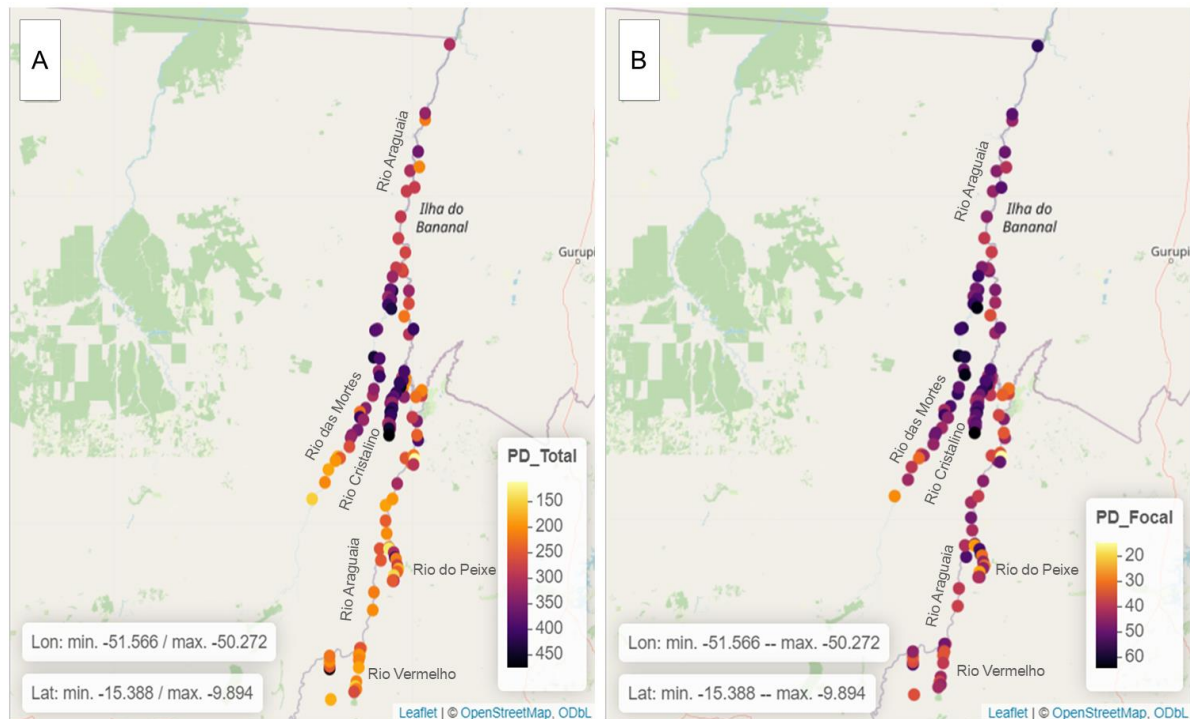 A
Rio Araguaia
Ilha do
Bananal
Gurupi
Rio das Mortes
Rio Cristalino
PD_Total
150
200
250
300
350
400
450
Rio Araguaia
Rio do Peixe
Lon: min. -51.566 / max. -50.272
Rio Vermelho
Lat: min. -15.388 / max. -9.894
Leaflet | © OpenStreetMap, ODbL
B
Rio Araguaia
Ilha do
Bananal
Gurupi
Rio das Mortes
Rio Cristalino
PD_Focal
20
30
40
50
60
Rio Araguaia
Rio do Peixe
Lon: min. -51.566 -- max. -50.272
Rio Vermelho
Lat: min. -15.388 -- max. -9.894
Leaflet | © OpenStreetMap, ODbL